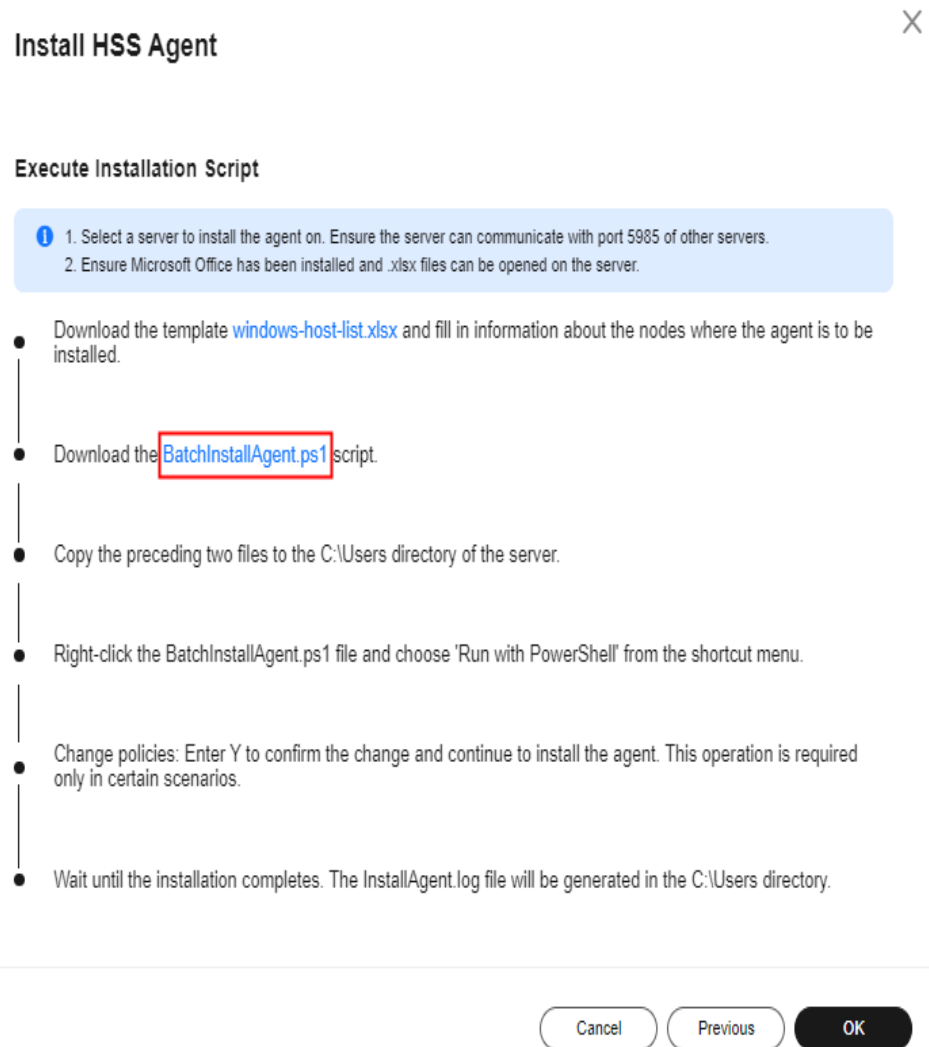 X
Install HSS Agent
Execute Installation Script
1. Select a server to install the agent on. Ensure the server can communicate with port 5985 of other servers.
2. Ensure Microsoft Office has been installed and .xlsx files can be opened on the server.
Download the template windows-host-list.xlsx and fill in information about the nodes where the agent is to be
installed.
Download the BatchInstallAgent.ps1 script.
Copy the preceding two files to the C:\Users directory of the server.
Right-click the BatchInstallAgent.ps1 file and choose 'Run with PowerShell' from the shortcut menu.
Change policies: Enter Y to confirm the change and continue to install the agent. This operation is required
only in certain scenarios.
Wait until the installation completes. The InstallAgent.log file will be generated in the C:\Users directory.
Cancel Previous OK